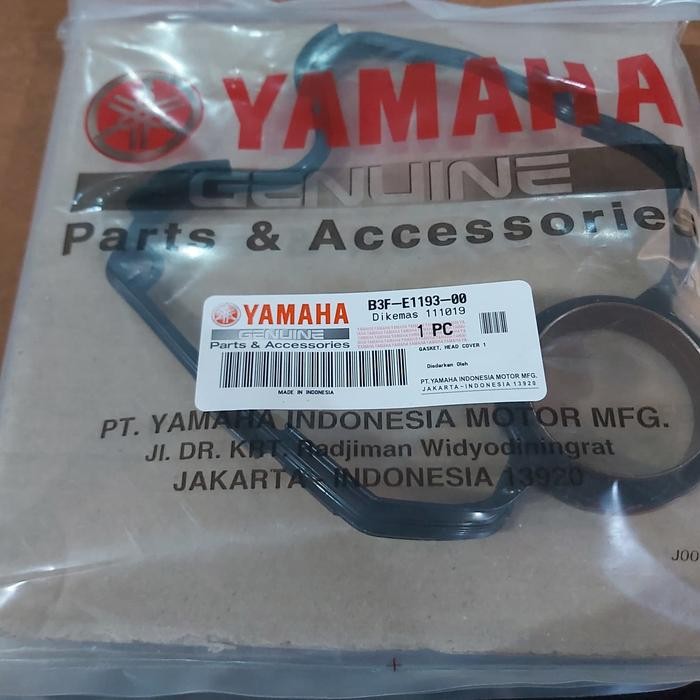 YAMAHA
GENUINE
Parts & Accessories
YAMAHA
GENUINE
Parts & Accessories
B3F-E1193-00
Dikemas 111019
1 PC
GASKET, HEAD COVER 1
Diedarkan Oleh
PT. YAMAHA INDONESIA MOTOR MFG.
JAKARTA-INDONESIA 13920
MADE IN INDONESIA
PT. YAMAHA INDONESIA MOTOR MFG.
Jl. DR. KRT. Radjiman Widyodiningrat
JAKARTA - INDONESIA 13920
J00